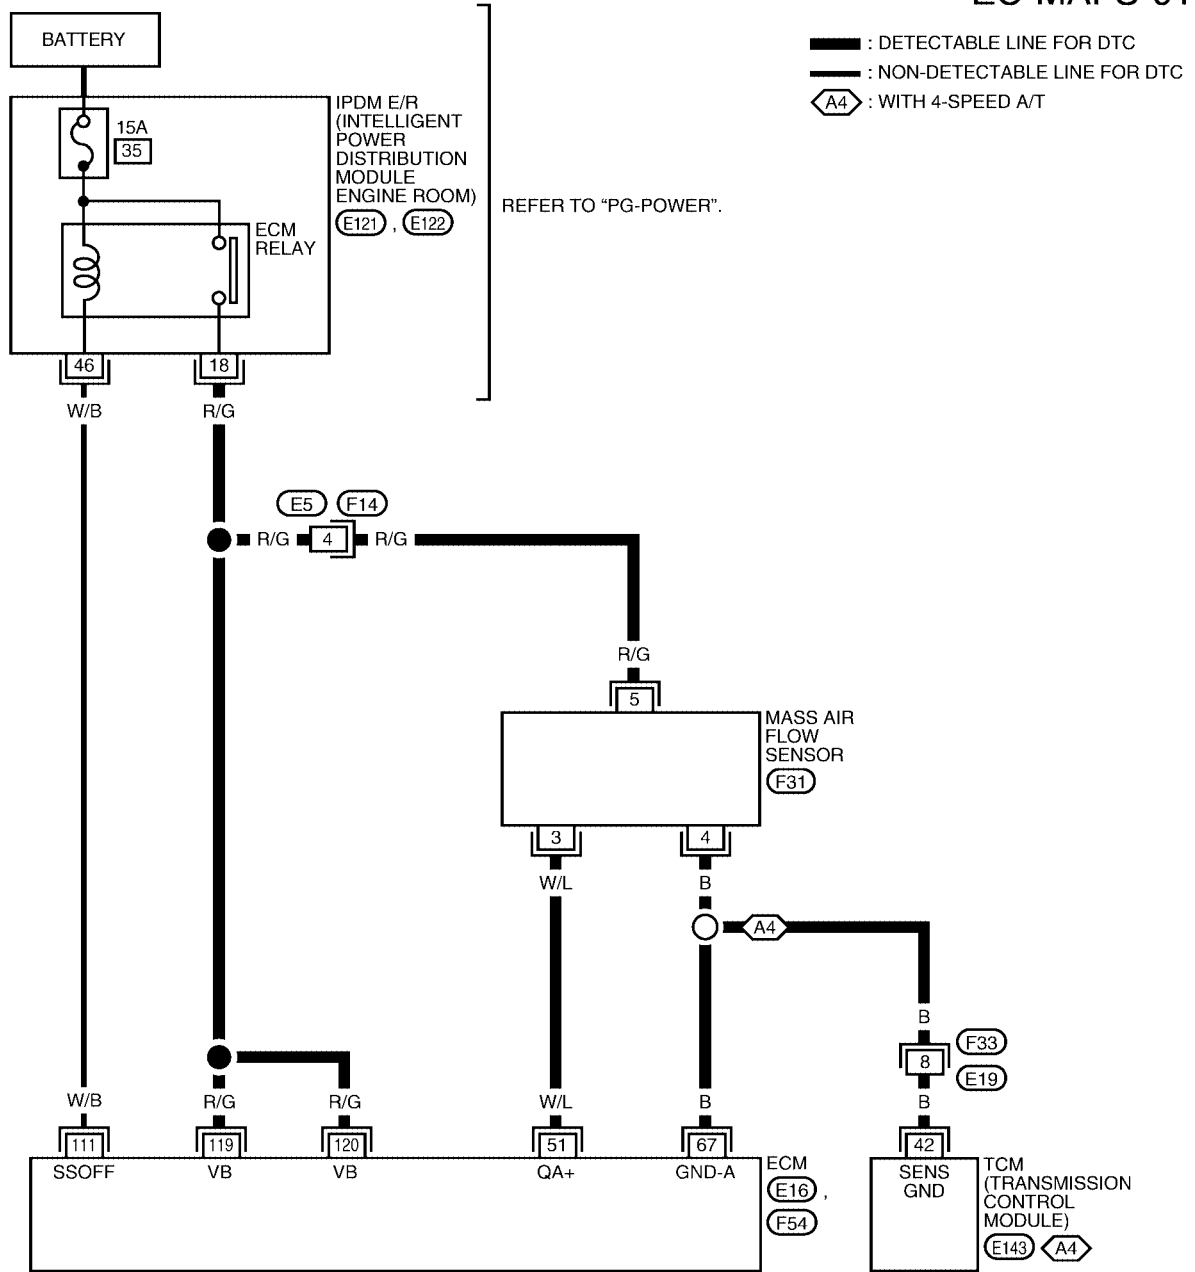 BATTERY
: DETECTABLE LINE FOR DTC
: NON-DETECTABLE LINE FOR DTC
A4 : WITH 4-SPEED A/T
15A
35
IPDM E/R
(INTELLIGENT
POWER
DISTRIBUTION
MODULE
ENGINE ROOM)
E121 , E122
REFER TO “PG-POWER”.
ECM
RELAY
46 18
W/B R/G
E5 F14
R/G 4 R/G
R/G
5
MASS AIR
FLOW
SENSOR
F31
3 4
W/L B
A4
B
8
F33
E19
W/B R/G R/G W/L B B
111 119 120 51 67 42
SSOFF VB VB QA+ GND-A
ECM
E16 ,
F54
SENS
GND
TCM
(TRANSMISSION
CONTROL
MODULE)
E143 A4